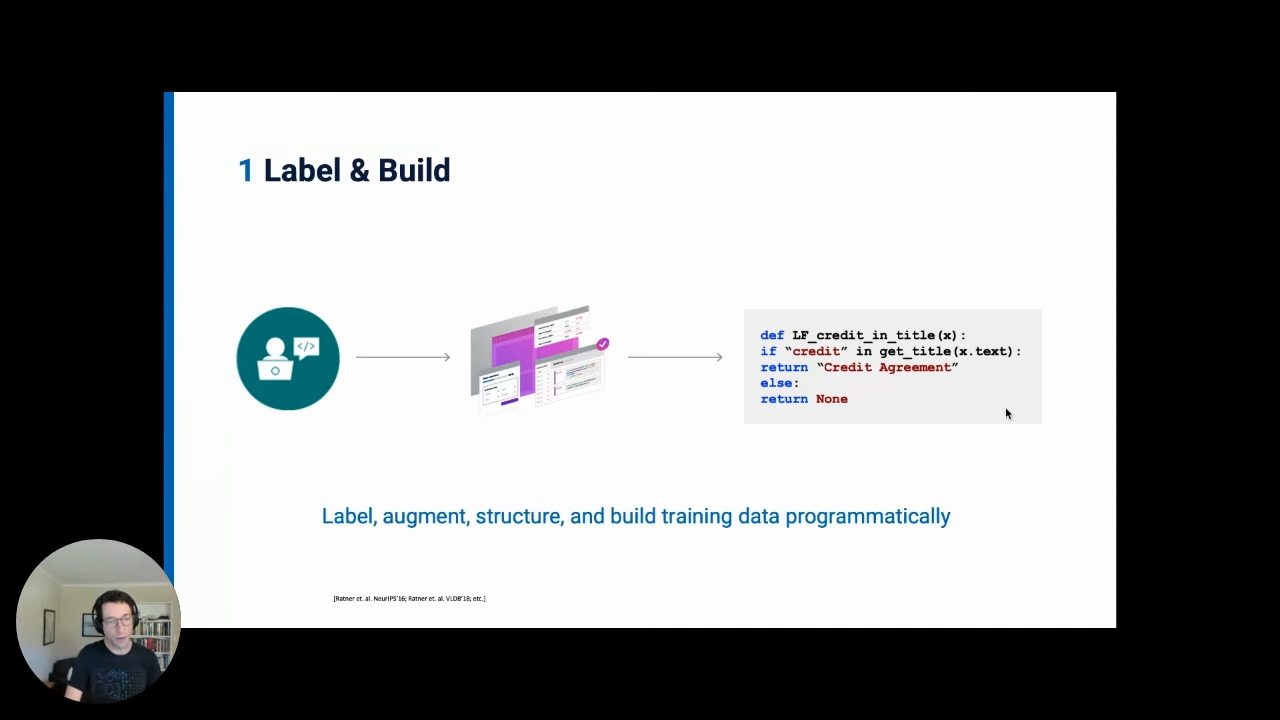 1 Label & Build
</>
def LF_credit_in_title(x):
if “credit” in get_title(x.text):
return “Credit Agreement”
else:
return None
Label, augment, structure, and build training data programmatically
[Ratner et. al. NeurIPS'16; Ratner et. al. VLDB'18; etc.]